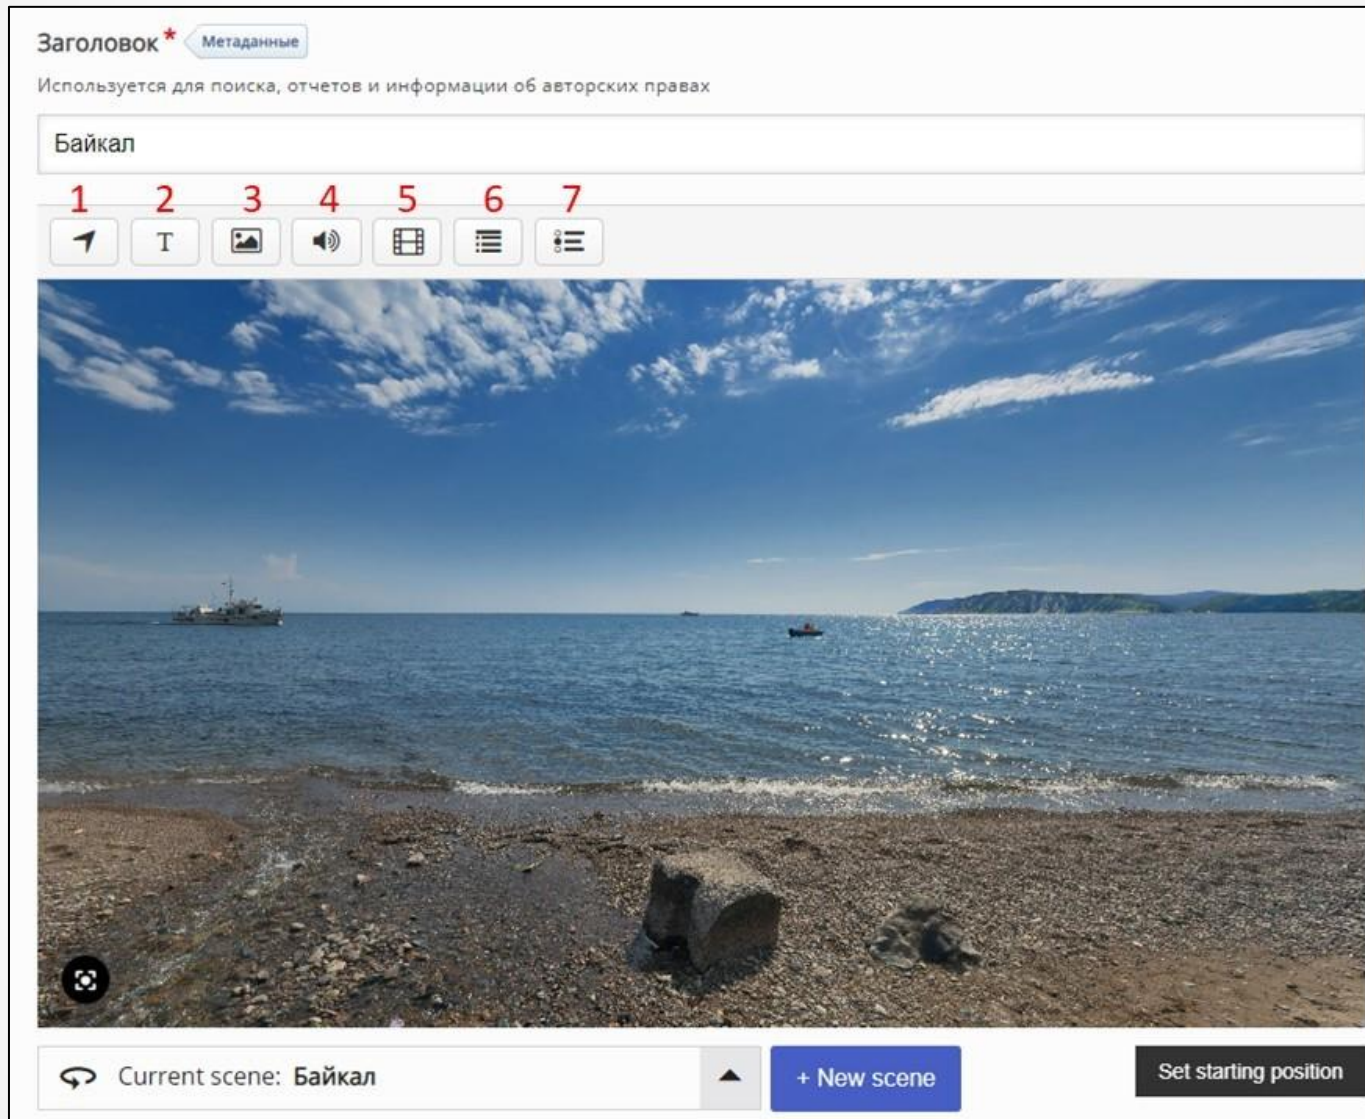 Заголовок * Метаданные
Используется для поиска, отчетов и информации об авторских правах
Байкал
1 2 3 4 5 6 7
T
Current scene: Байкал
+ New scene
Set starting position